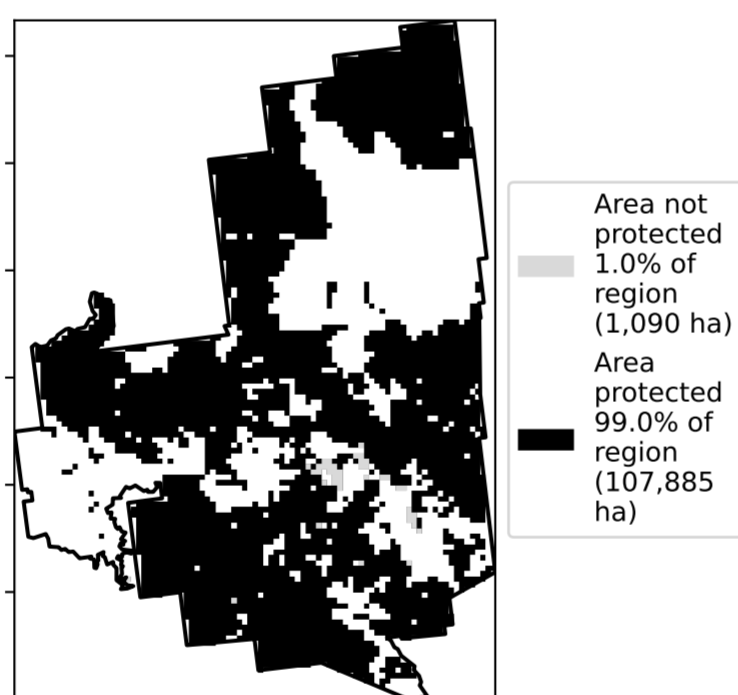 Area not
protected
1.0% of
region
(1,090 ha)
Area
protected
99.0% of
region
(107,885
ha)